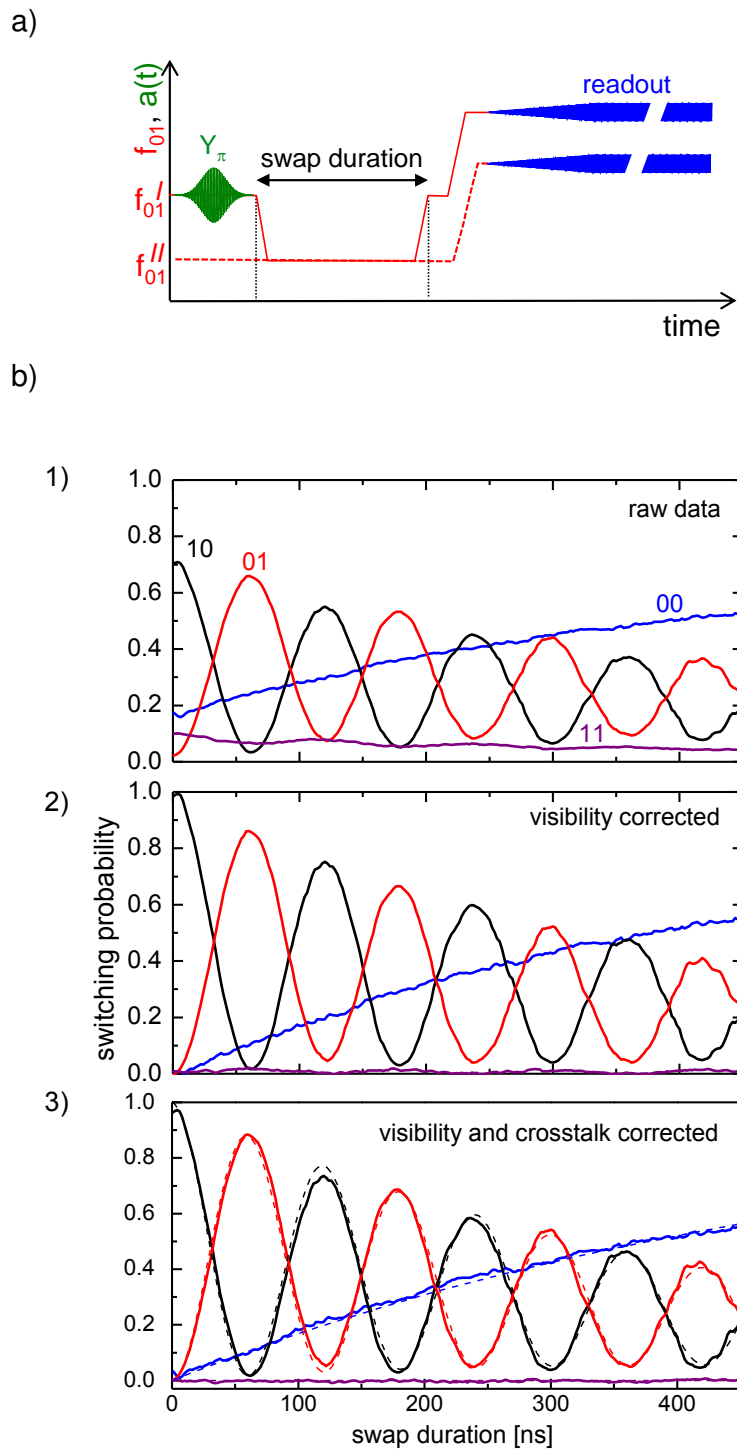 a)
f01, a(t)
Yπ
swap duration
readout
f01 I
f01 II
time
b)
1)
1.0
0.8
0.6
0.4
0.2
0.0
raw data
10
01
00
11
2)
1.0
0.8
0.6
0.4
0.2
0.0
visibility corrected
switching probability
3)
1.0
0.8
0.6
0.4
0.2
0.0
visibility and crosstalk corrected
0 100 200 300 400
swap duration [ns]